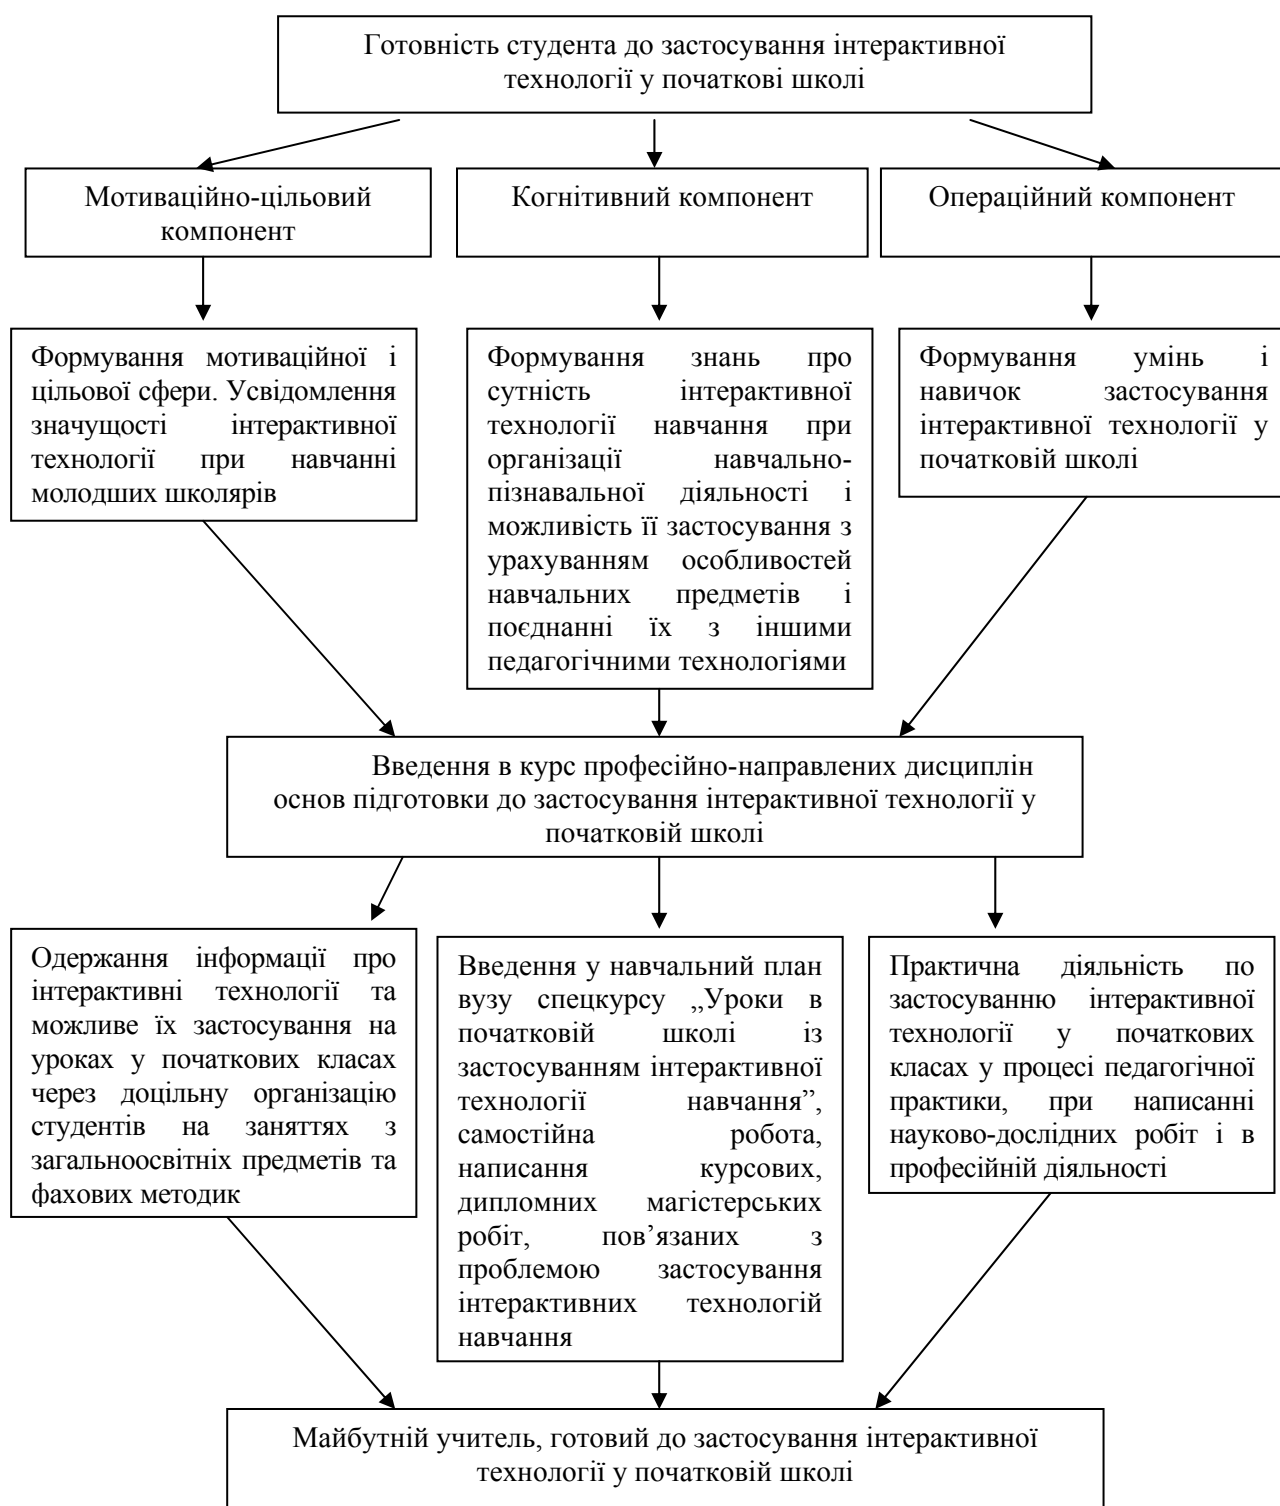 Готовність студента до застосування інтерактивної
технології у початкові школі
Мотиваційно-цільовий
компонент
Когнітивний компонент
Операційний компонент
Формування мотиваційної і
цільової сфери. Усвідомлення
значущості інтерактивної
технології при навчанні
молодших школярів
Формування знань про
сутність інтерактивної
технології навчання при
організації навчально-
пізнавальної діяльності і
можливість її застосування з
урахуванням особливостей
навчальних предметів і
поєднанні їх з іншими
педагогічними технологіями
Формування умінь і
навичок застосування
інтерактивної технології у
початковій школі
Введення в курс професійно-направлених дисциплін
основ підготовки до застосування інтерактивної технології у
початковій школі
Одержання інформації про
інтерактивні технології та
можливе їх застосування на
уроках у початкових класах
через доцільну організацію
студентів на заняттях з
загальноосвітніх предметів та
фахових методик
Введення у навчальний план
вузу спецкурсу „Уроки в
початковій школі із
застосуванням інтерактивної
технології навчання”,
самостійна робота,
написання курсових,
дипломних магістерських
робіт, пов’язаних з
проблемою застосування
інтерактивних технологій
навчання
Практична діяльність по
застосуванню інтерактивної
технології у початкових
класах у процесі педагогічної
практики, при написанні
науково-дослідних робіт і в
професійній діяльності
Майбутній учитель, готовий до застосування інтерактивної
технології у початковій школі